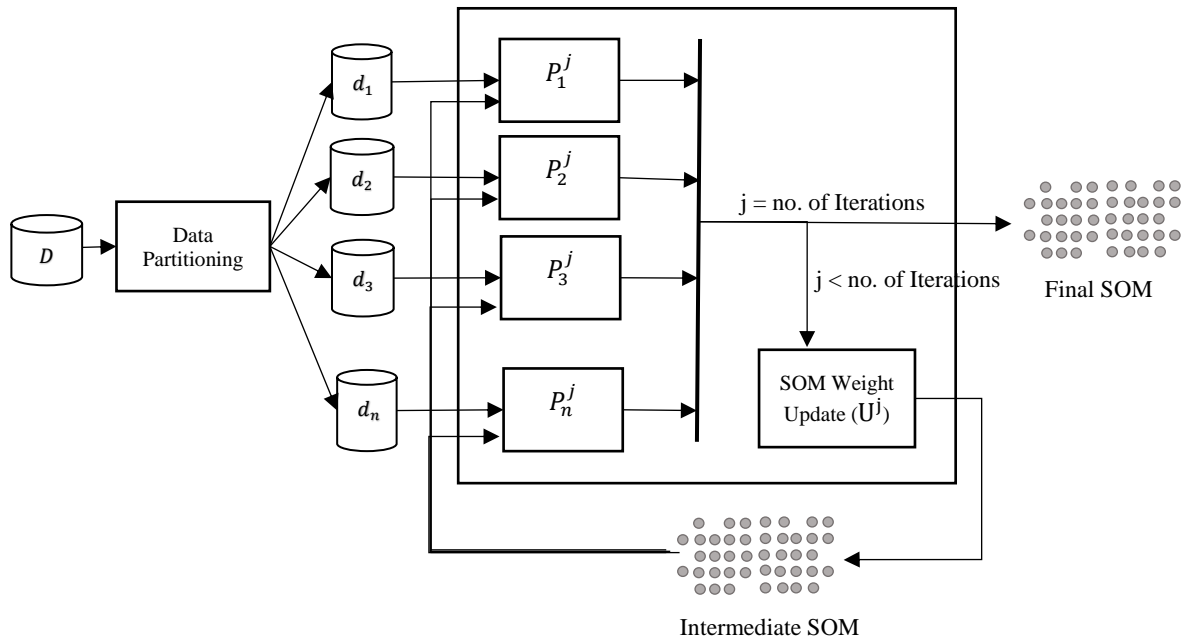 D
Data
Partitioning
d₁
d₂
d₃
dₙ
P₁ʲ
P₂ʲ
P₃ʲ
Pₙʲ
j = no. of Iterations
j < no. of Iterations
SOM Weight
Update (Uʲ)
Final SOM
Intermediate SOM